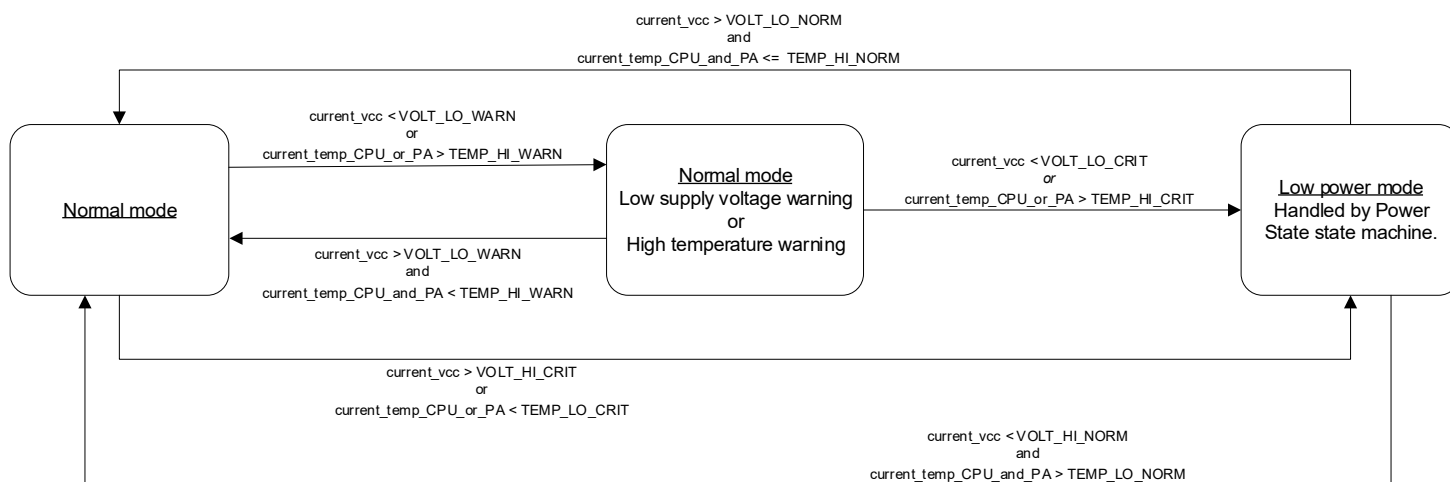 current_vcc > VOLT_LO_NORM
and
current_temp_CPU_and_PA <= TEMP_HI_NORM
current_vcc < VOLT_LO_WARN
or
current_temp_CPU_or_PA > TEMP_HI_WARN
Normal mode
Normal mode
Low supply voltage warning
or
High temperature warning
current_vcc < VOLT_LO_CRIT
or
current_temp_CPU_or_PA > TEMP_HI_CRIT
Low power mode
Handled by Power
State state machine.
current_vcc > VOLT_LO_WARN
and
current_temp_CPU_and_PA < TEMP_HI_WARN
current_vcc > VOLT_HI_CRIT
or
current_temp_CPU_or_PA < TEMP_LO_CRIT
current_vcc < VOLT_HI_NORM
and
current_temp_CPU_and_PA > TEMP_LO_NORM